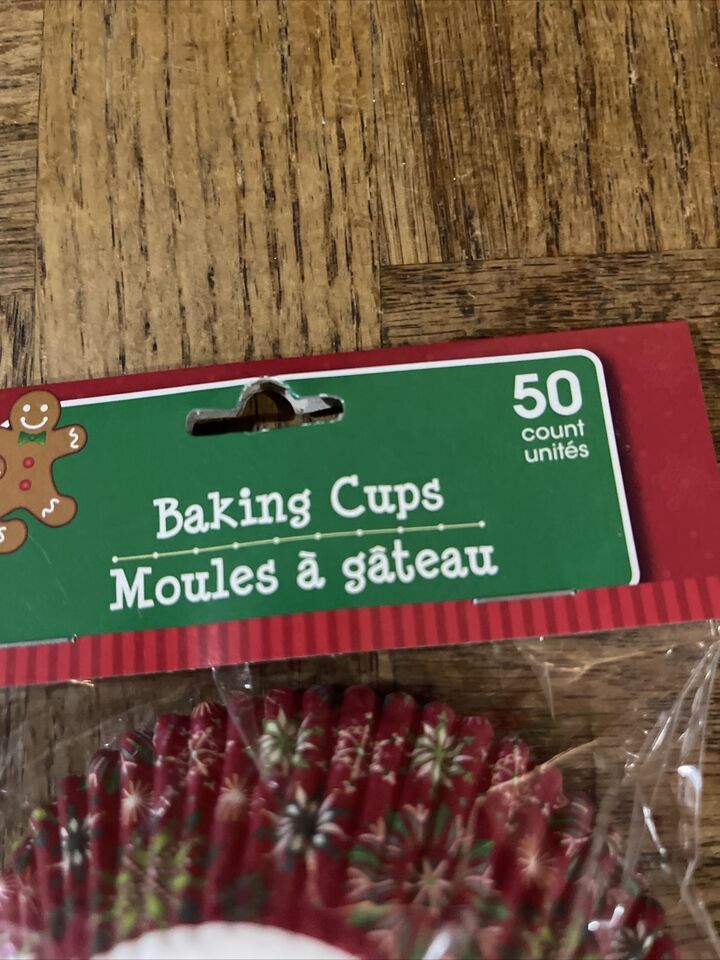 50
count
unités
Baking Cups
Moules à gâteau